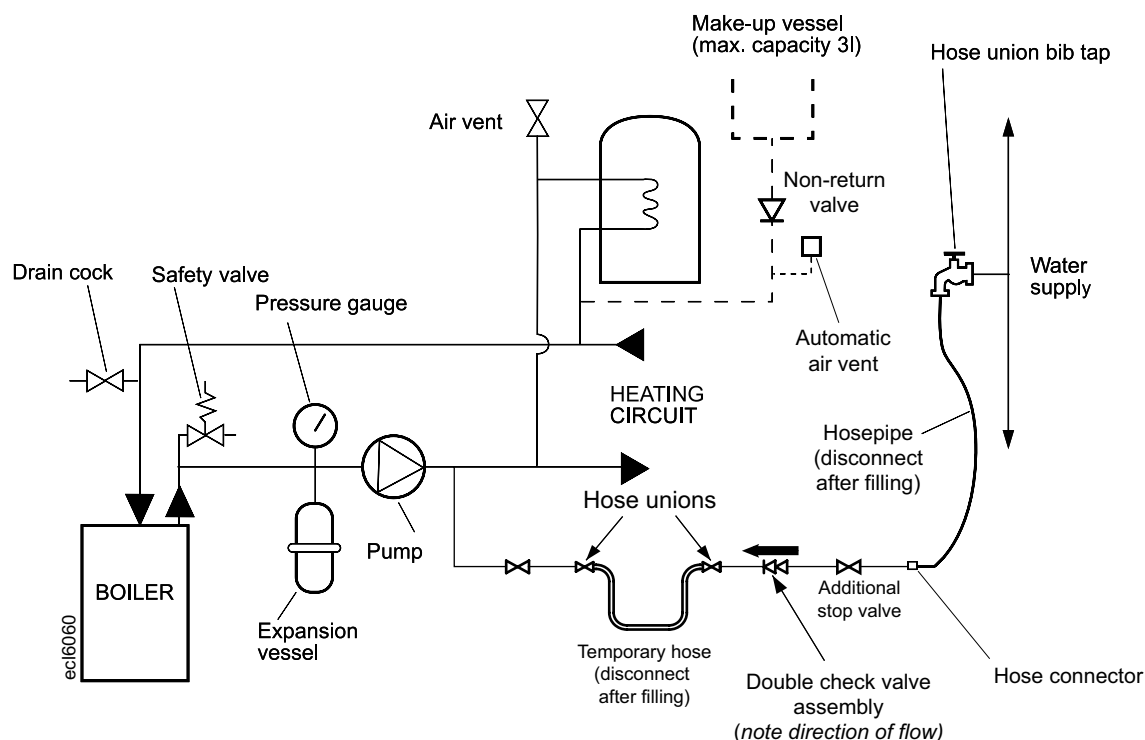 Make-up vessel
(max. capacity 3l)
Hose union bib tap
Air vent
Non-return
valve
Drain cock
Safety valve
Pressure gauge
Water
supply
Automatic
air vent
HEATING
CIRCUIT
Hosepipe
(disconnect
after filling)
Hose unions
Pump
BOILER
ecl6060
Expansion
vessel
Additional
stop valve
Temporary hose
(disconnect
after filling)
Double check valve
assembly
(note direction of flow)
Hose connector